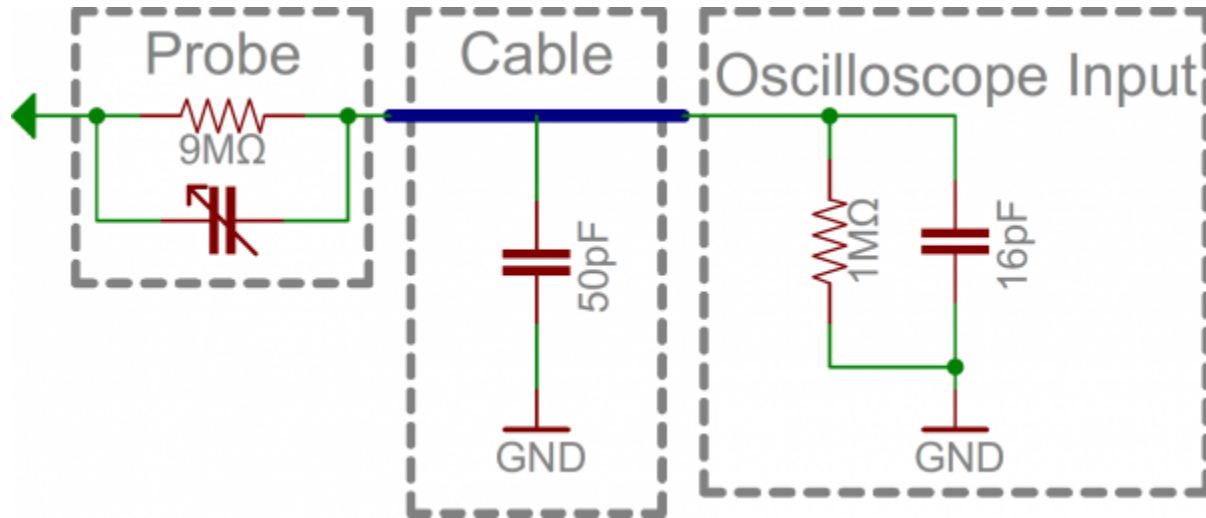 Probe
Cable
Oscilloscope Input
9MΩ
50pF
1MΩ
16pF
GND
GND